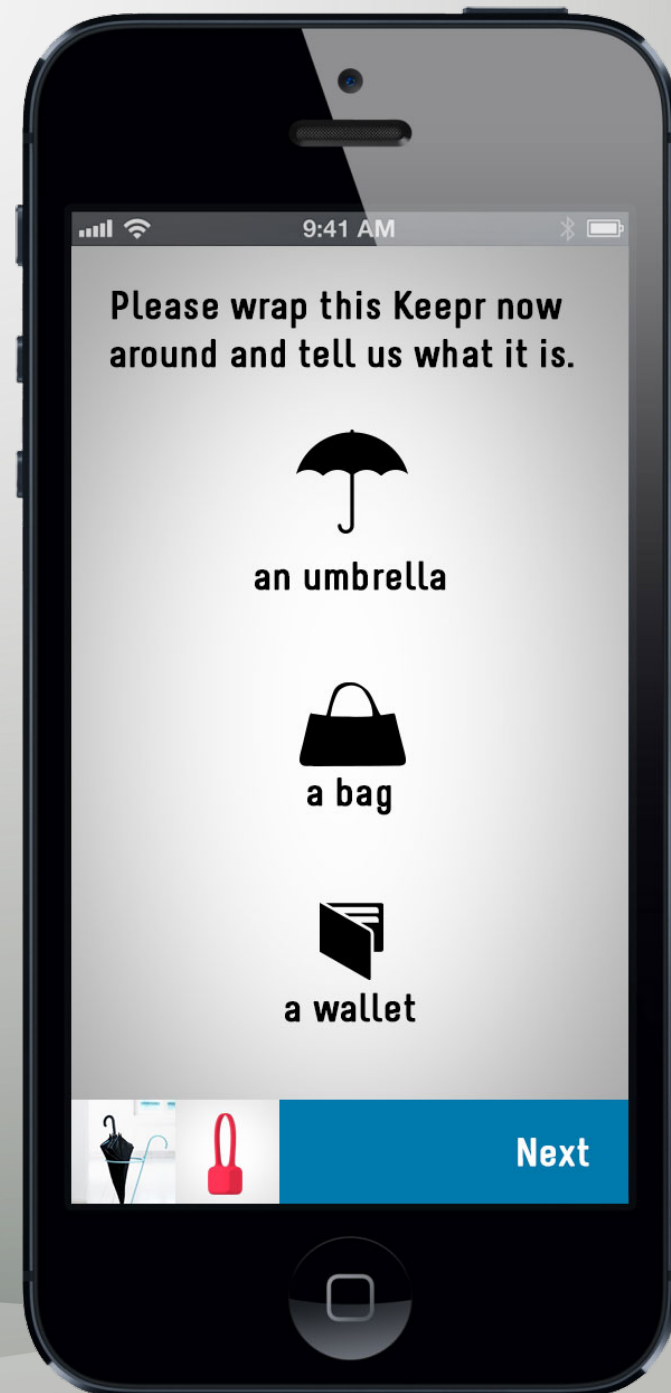 9:41 AM
Please wrap this Keepr now
around and tell us what it is.
an umbrella
a bag
a wallet
Next